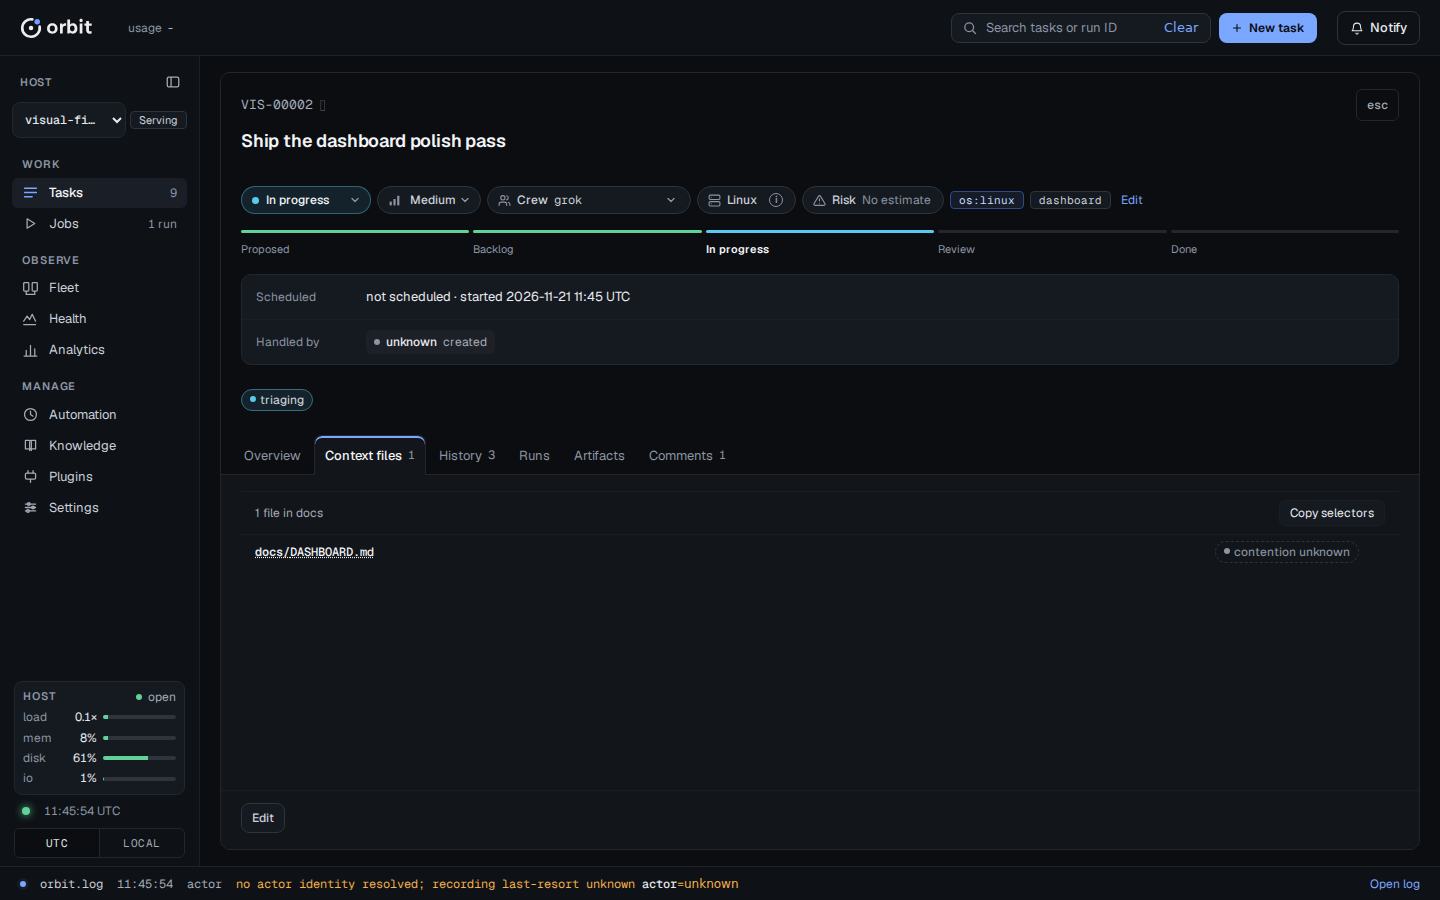 orbit
usage -
Search tasks or run ID
Clear
+ New task
Notify
HOST
visual-fi…
Serving
WORK
Tasks 9
Jobs 1 run
OBSERVE
Fleet
Health
Analytics
MANAGE
Automation
Knowledge
Plugins
Settings
HOST open
load 0.1×
mem 8%
disk 61%
io 1%
11:45:54 UTC
UTC LOCAL
VIS-00002
esc
Ship the dashboard polish pass
In progress
Medium
Crew grok
Linux
Risk No estimate
os:linux
dashboard
Edit
Proposed Backlog In progress Review Done
Scheduled not scheduled · started 2026-11-21 11:45 UTC
Handled by unknown created
triaging
Overview Context files 1 History 3 Runs Artifacts Comments 1
1 file in docs
Copy selectors
docs/DASHBOARD.md
contention unknown
Edit
orbit.log 11:45:54 actor no actor identity resolved; recording last-resort unknown actor=unknown
Open log